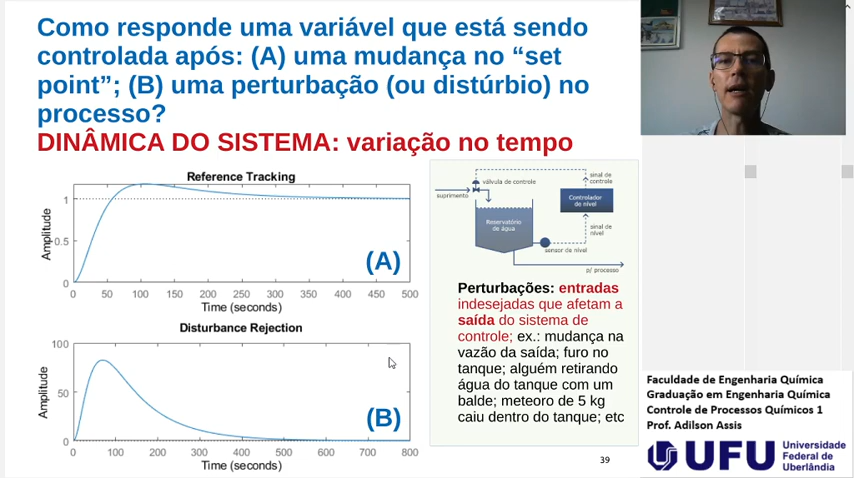 Como responde uma variável que está sendo
controlada após: (A) uma mudança no “set
point”; (B) uma perturbação (ou distúrbio) no
processo?
DINÂMICA DO SISTEMA: variação no tempo
Reference Tracking
1
0.5
0
Amplitude
(A)
0 50 100 150 200 250 300 350 400 450 500
Time (seconds)
Disturbance Rejection
100
50
0
Amplitude
(B)
0 100 200 300 400 500 600 700 800
Time (seconds)
válvula de controle
sinal de
controle
suprimento
Controlador
de nível
Reservatório
de água
sinal de
nível
sensor de nível
p/ processo
Perturbações: entradas
indesejadas que afetam a
saída do sistema de
controle; ex.: mudança na
vazão da saída; furo no
tanque; alguém retirando
água do tanque com um
balde; meteoro de 5 kg
caiu dentro do tanque; etc
39
Faculdade de Engenharia Química
Graduação em Engenharia Química
Controle de Processos Químicos 1
Prof. Adilson Assis
UFU
Universidade
Federal de
Uberlândia